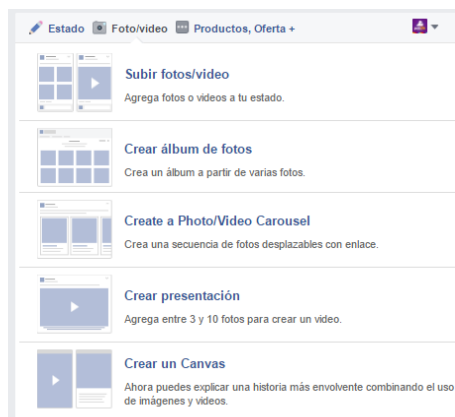 Estado Foto/video Productos, Oferta +
Subir fotos/video
Agrega fotos o videos a tu estado.
Crear álbum de fotos
Crea un álbum a partir de varias fotos.
Create a Photo/Video Carousel
Crea una secuencia de fotos desplazables con enlace.
Crear presentación
Agrega entre 3 y 10 fotos para crear un video.
Crear un Canvas
Ahora puedes explicar una historia más envolvente combinando el uso
de imágenes y videos.